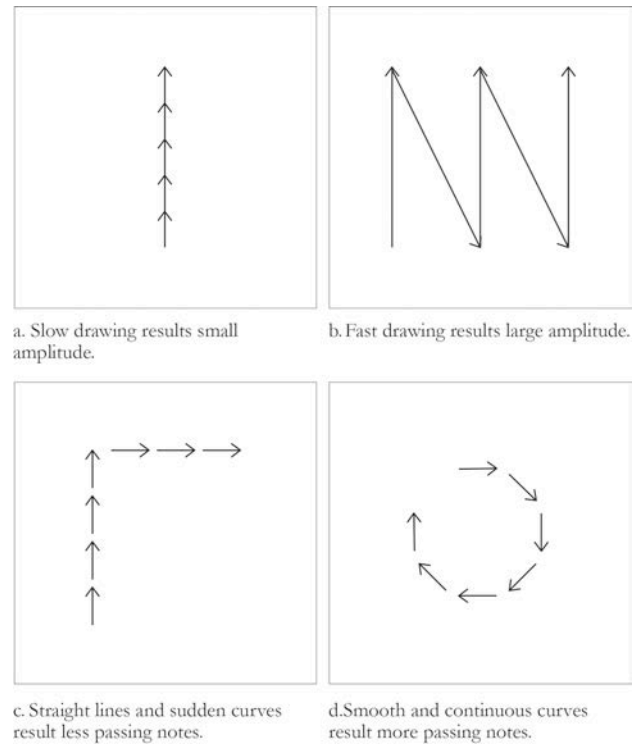 a. Slow drawing results small
amplitude.
b. Fast drawing results large amplitude.
c. Straight lines and sudden curves
result less passing notes.
d.Smooth and continuous curves
result more passing notes.